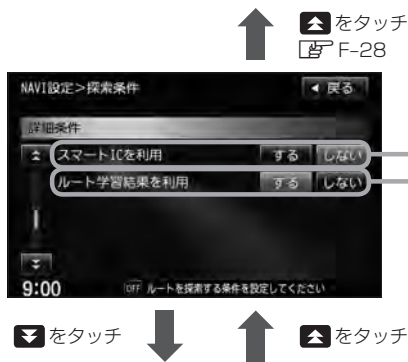 をタッチ
F-28
NAVI設定>探索条件
戻る
詳細条件
スマートICを利用 する しない
ルート学習結果を利用 する しない
9:00 OFF ルートを探索する条件を設定してください
をタッチ をタッチ